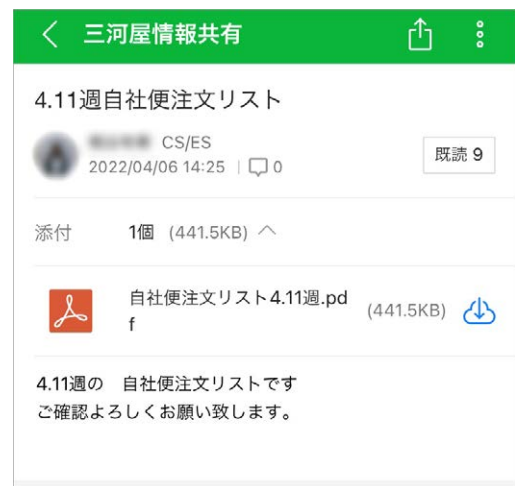 三河屋情報共有
4.11週自社便注文リスト
CS/ES
2022/04/06 14:25 | 0
既読 9
添付 1個 (441.5KB)
自社便注文リスト4.11週.pd
f
(441.5KB)
4.11週の　自社便注文リストです
ご確認よろしくお願い致します。